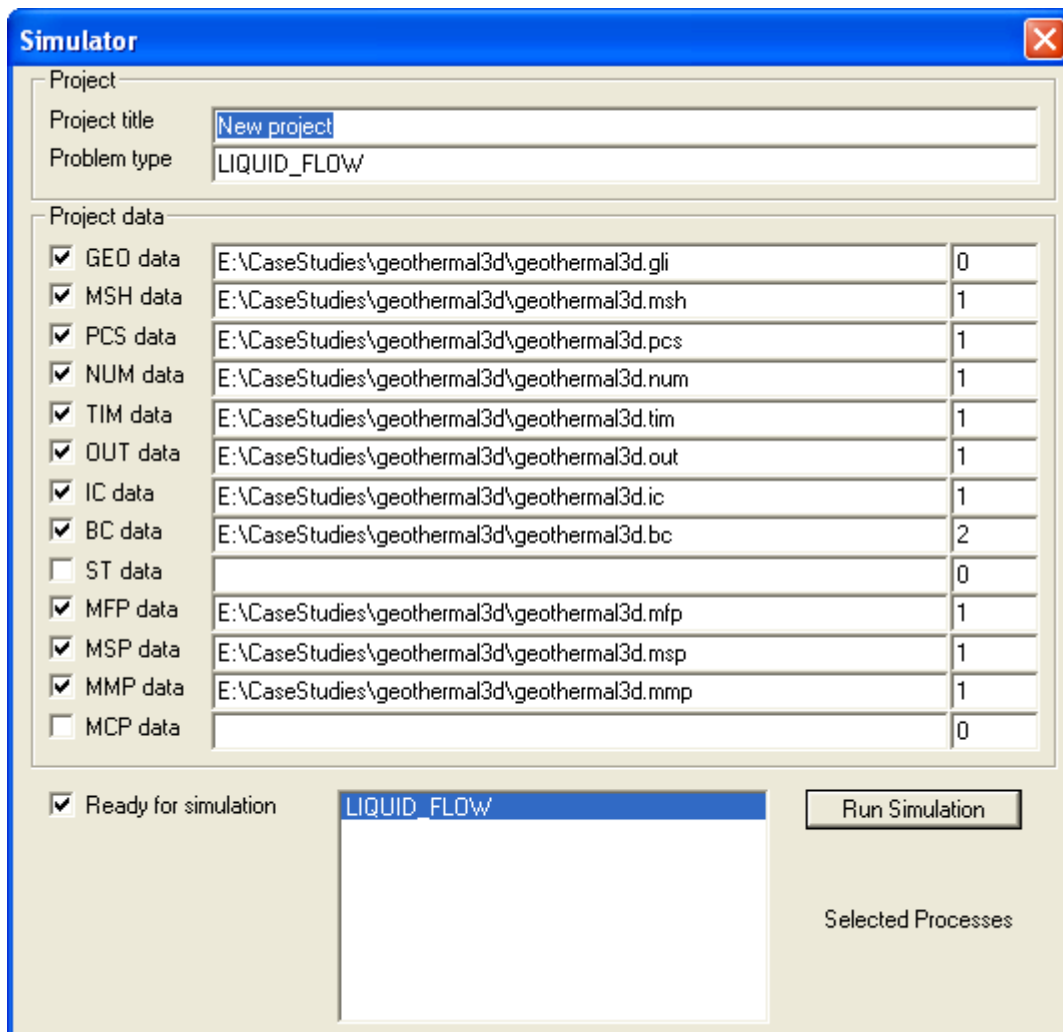 Simulator
Project
Project title New project
Problem type LIQUID_FLOW
Project data
GEO data E:\CaseStudies\geothermal3d\geothermal3d.gli 0
MSH data E:\CaseStudies\geothermal3d\geothermal3d.msh 1
PCS data E:\CaseStudies\geothermal3d\geothermal3d.pcs 1
NUM data E:\CaseStudies\geothermal3d\geothermal3d.num 1
TIM data E:\CaseStudies\geothermal3d\geothermal3d.tim 1
OUT data E:\CaseStudies\geothermal3d\geothermal3d.out 1
IC data E:\CaseStudies\geothermal3d\geothermal3d.ic 1
BC data E:\CaseStudies\geothermal3d\geothermal3d.bc 2
ST data 0
MFP data E:\CaseStudies\geothermal3d\geothermal3d.mfp 1
MSP data E:\CaseStudies\geothermal3d\geothermal3d.msp 1
MMP data E:\CaseStudies\geothermal3d\geothermal3d.mmp 1
MCP data 0
Ready for simulation LIQUID_FLOW Run Simulation
Selected Processes